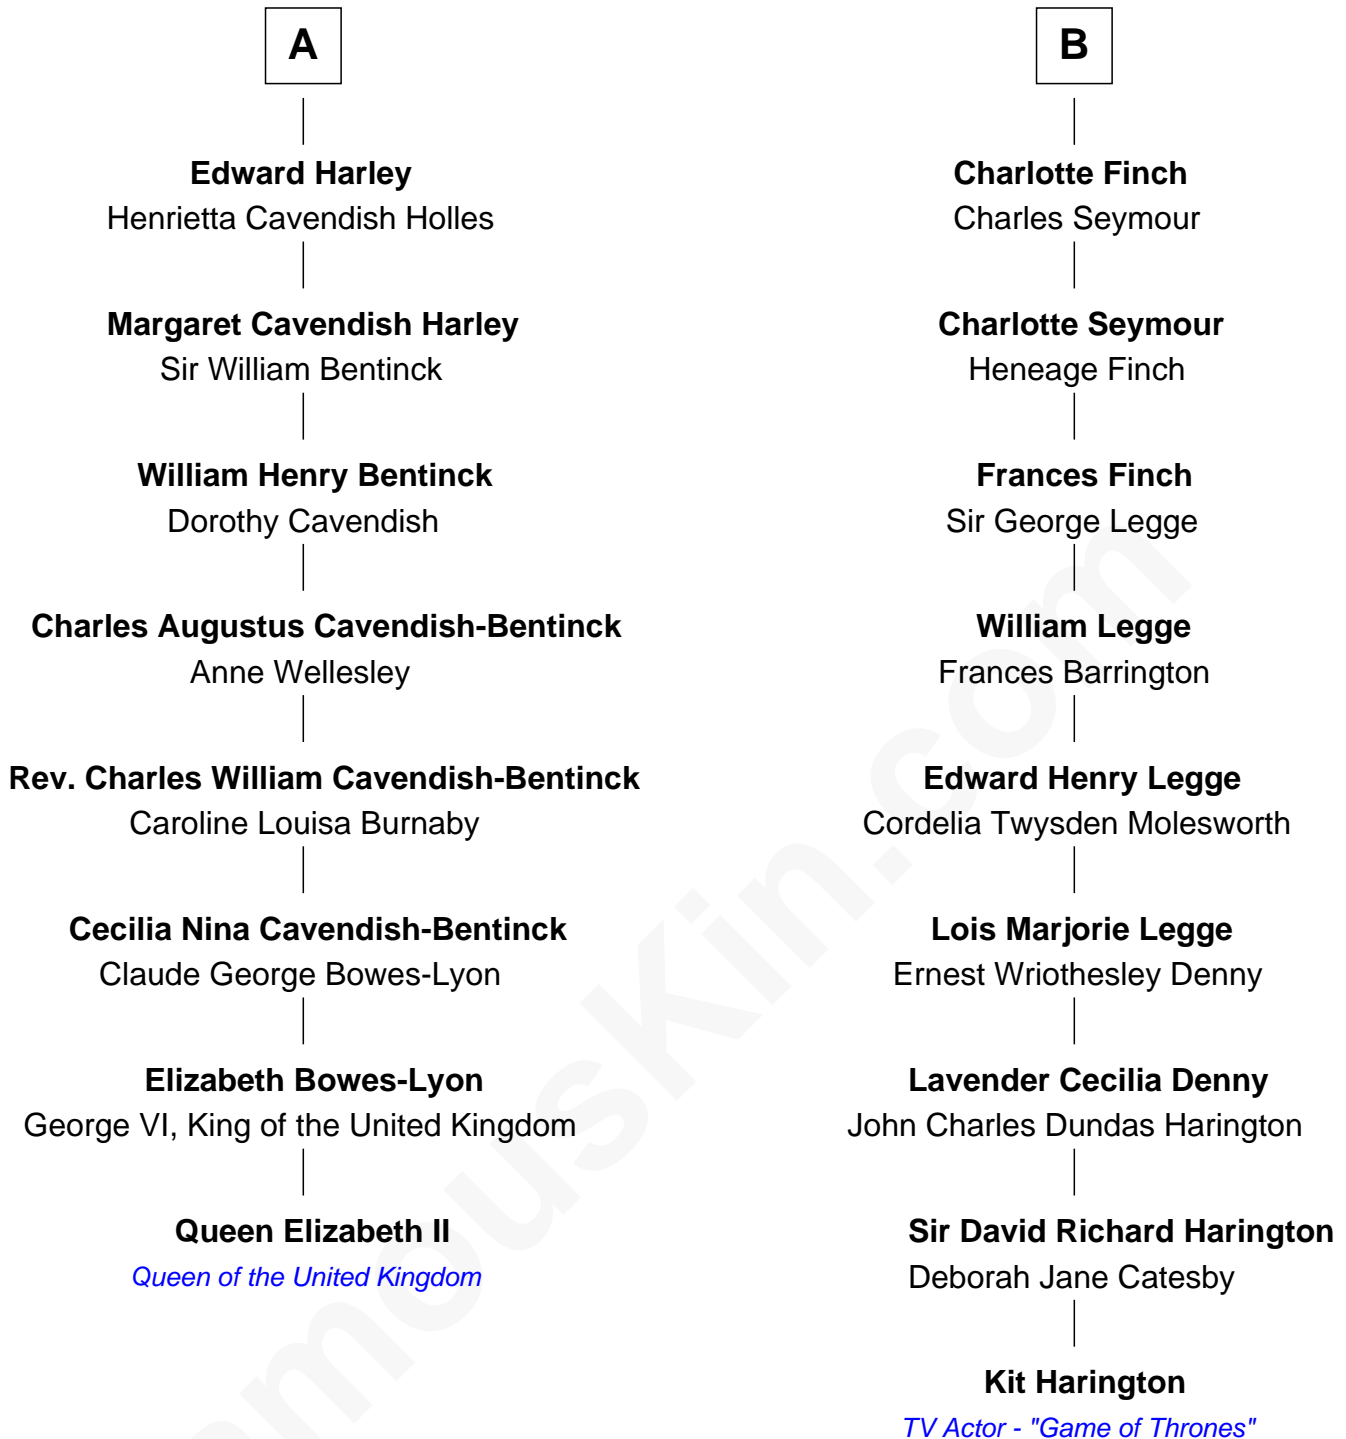 A
Edward Harley
Henrietta Cavendish Holles
Margaret Cavendish Harley
Sir William Bentinck
William Henry Bentinck
Dorothy Cavendish
Charles Augustus Cavendish-Bentinck
Anne Wellesley
Rev. Charles William Cavendish-Bentinck
Caroline Louisa Burnaby
Cecilia Nina Cavendish-Bentinck
Claude George Bowes-Lyon
Elizabeth Bowes-Lyon
George VI, King of the United Kingdom
Queen Elizabeth II
Queen of the United Kingdom
B
Charlotte Finch
Charles Seymour
Charlotte Seymour
Heneage Finch
Frances Finch
Sir George Legge
William Legge
Frances Barrington
Edward Henry Legge
Cordelia Twysden Molesworth
Lois Marjorie Legge
Ernest Wriothesley Denny
Lavender Cecilia Denny
John Charles Dundas Harington
Sir David Richard Harington
Deborah Jane Catesby
Kit Harington
TV Actor - "Game of Thrones"
amousKin.com